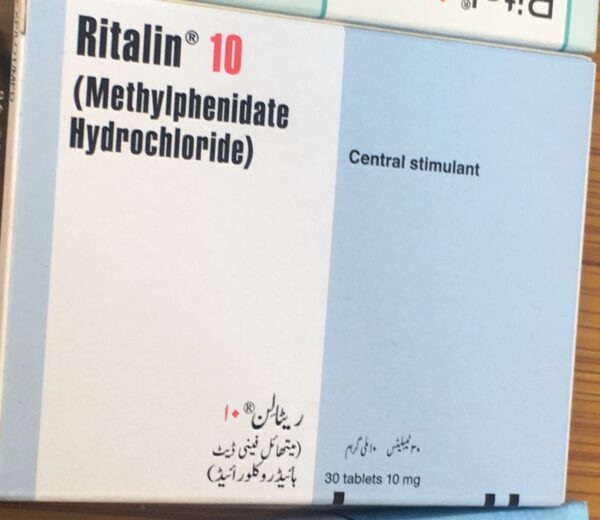 Ritalin® 10
(Methylphenidate
Hydrochloride)
Central stimulant
ریٹالِن®۱۰
(میتھائل فینی ڈیٹ
ہائیڈروکلورائیڈ)
۳۰ ٹیبلیٹس ۱۰ ملی گرام
30 tablets 10 mg